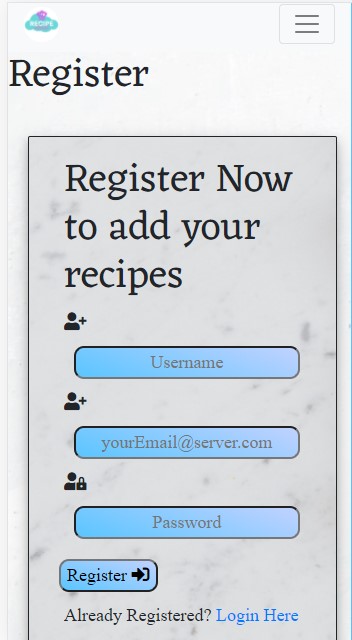 RECIPE
Register
Register Now
to add your
recipes
Username
yourEmail@server.com
Password
Register
Already Registered? Login Here